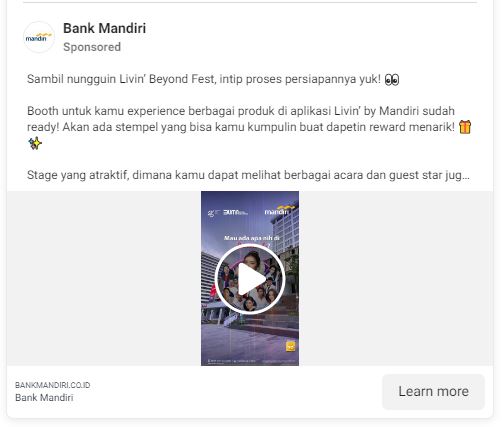 Bank Mandiri
Sponsored
mandiri
Sambil nungguin Livin’ Beyond Fest, intip proses persiapannya yuk! 👀
Booth untuk kamu experience berbagai produk di aplikasi Livin’ by Mandiri sudah
ready! Akan ada stempel yang bisa kamu kumpulin buat dapetin reward menarik! 🎁
✨
Stage yang atraktif, dimana kamu dapat melihat berbagai acara dan guest star jug...
BUMN
mandiri
Mau ada apa nih di
BANKMANDIRI.CO.ID
Bank Mandiri
Learn more